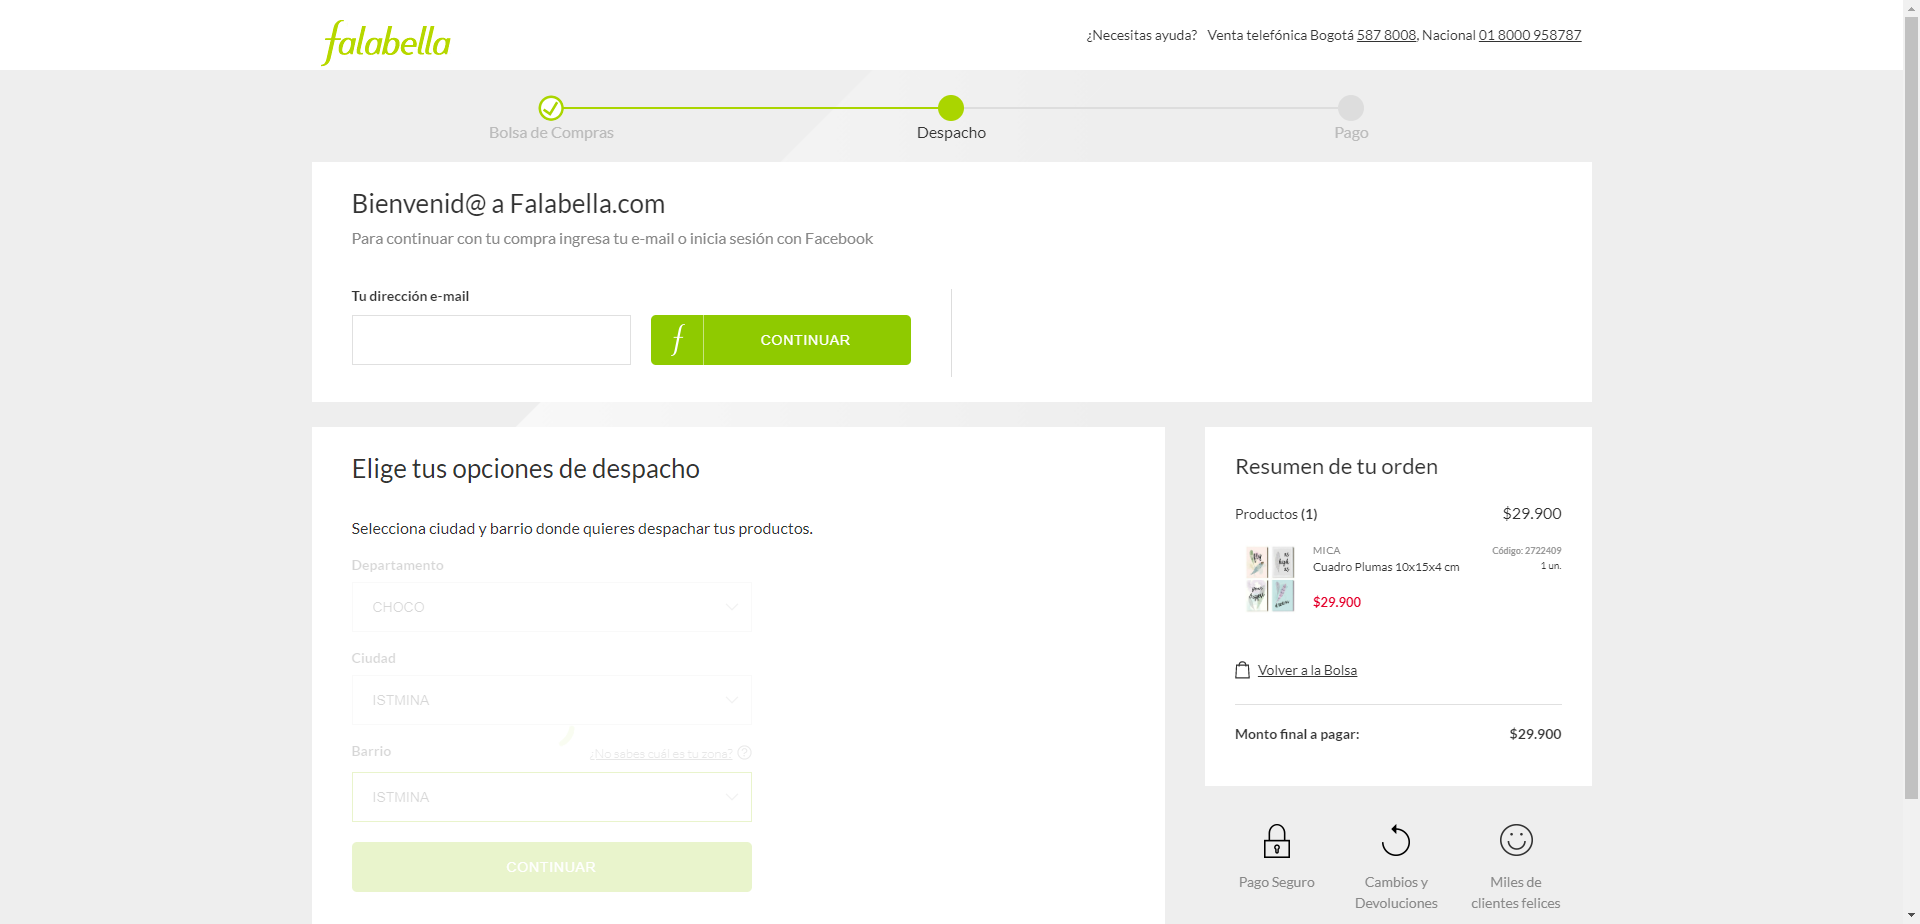 falabella
¿Necesitas ayuda? Venta telefónica Bogotá 587 8008, Nacional 01 8000 958787
Bolsa de Compras
Despacho
Pago
Bienvenid@ a Falabella.com
Para continuar con tu compra ingresa tu e-mail o inicia sesión con Facebook
Tu dirección e-mail
f CONTINUAR
Elige tus opciones de despacho
Selecciona ciudad y barrio donde quieres despachar tus productos.
Departamento
CHOCO
Ciudad
ISTMINA
Barrio
¿No sabes cuál es tu zona? ?
ISTMINA
CONTINUAR
Resumen de tu orden
Productos (1) $29.900
MICA Código: 2722409
Cuadro Plumas 10x15x4 cm 1 un.
$29.900
Volver a la Bolsa
Monto final a pagar: $29.900
Pago Seguro
Cambios y
Devoluciones
Miles de
clientes felices